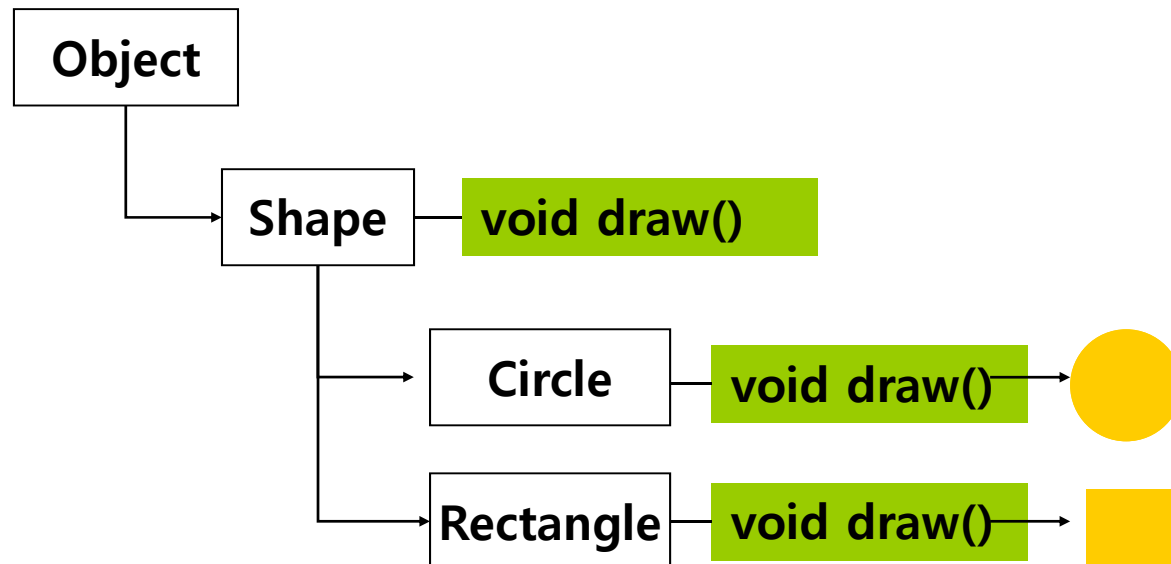 Object
Shape
void draw()
Circle
void draw()
Rectangle
void draw()